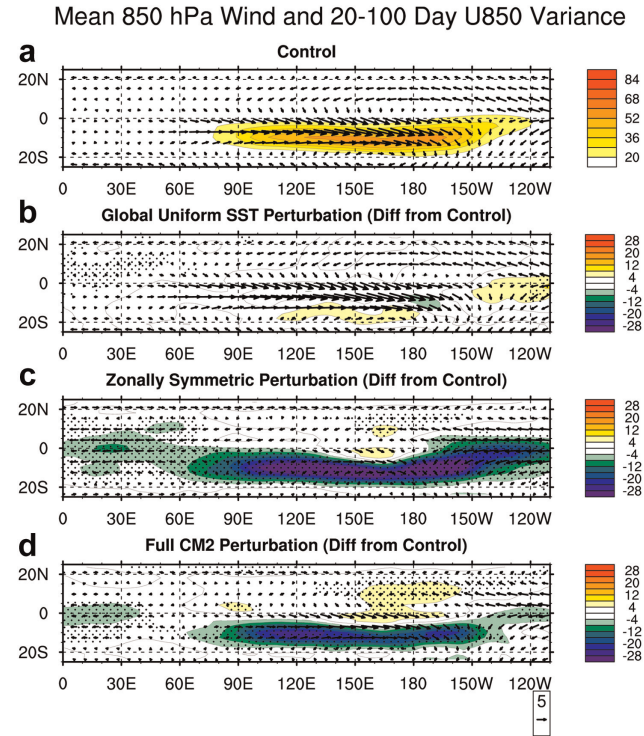 Mean 850 hPa Wind and 20-100 Day U850 Variance
a
Control
20N
0
20S
0 30E 60E 90E 120E 150E 180 150W 120W
84
68
52
36
20
b
Global Uniform SST Perturbation (Diff from Control)
20N
0
20S
0 30E 60E 90E 120E 150E 180 150W 120W
28
20
12
4
-4
-12
-20
-28
c
Zonally Symmetric Perturbation (Diff from Control)
20N
0
20S
0 30E 60E 90E 120E 150E 180 150W 120W
28
20
12
4
-4
-12
-20
-28
d
Full CM2 Perturbation (Diff from Control)
20N
0
20S
0 30E 60E 90E 120E 150E 180 150W 120W
28
20
12
4
-4
-12
-20
-28
5